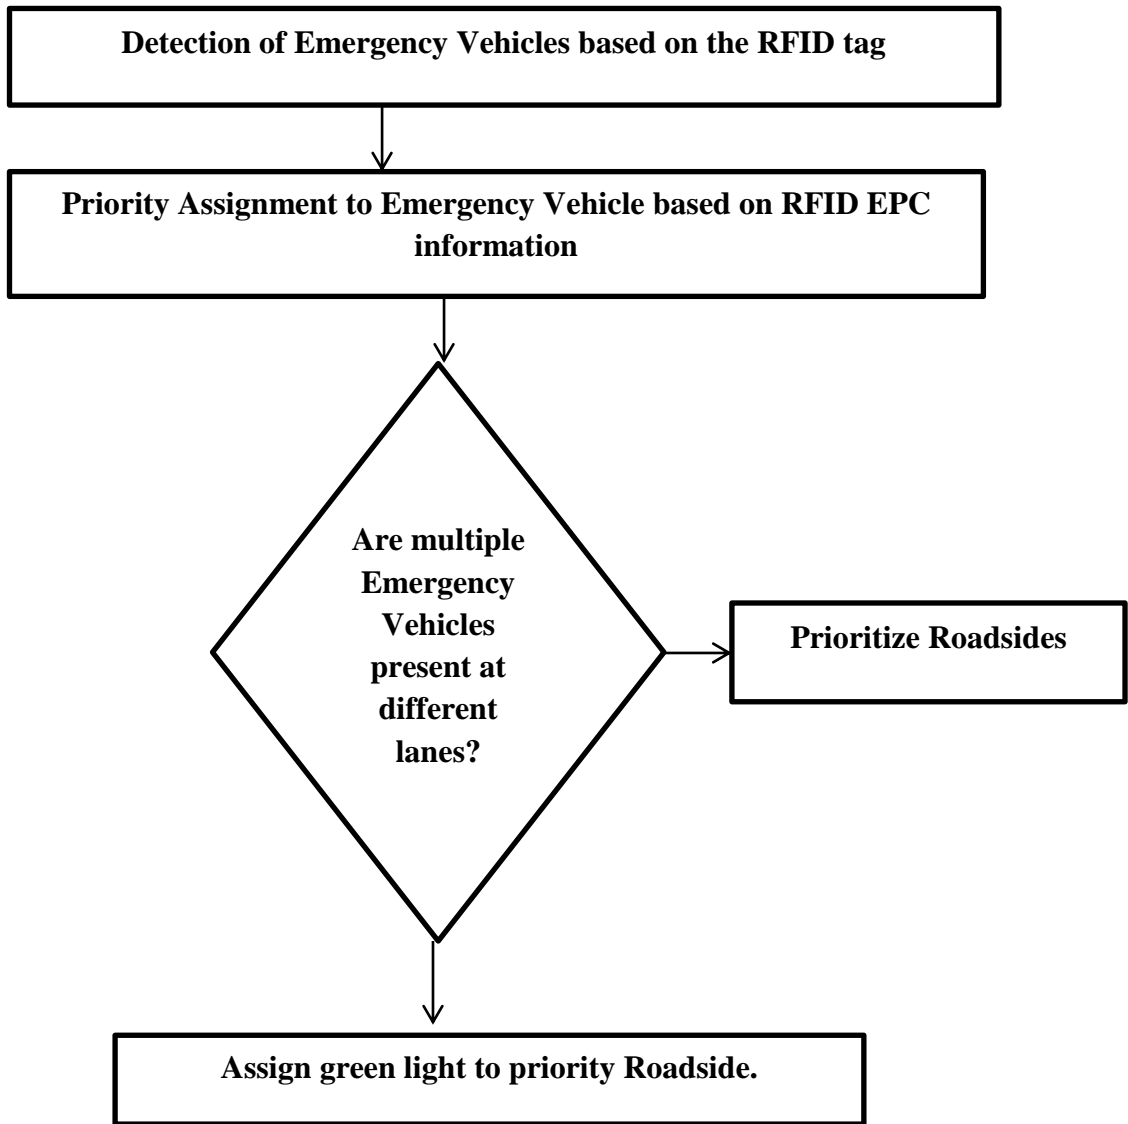 Detection of Emergency Vehicles based on the RFID tag
Priority Assignment to Emergency Vehicle based on RFID EPC
information
Are multiple
Emergency
Vehicles
present at
different
lanes?
Prioritize Roadsides
Assign green light to priority Roadside.